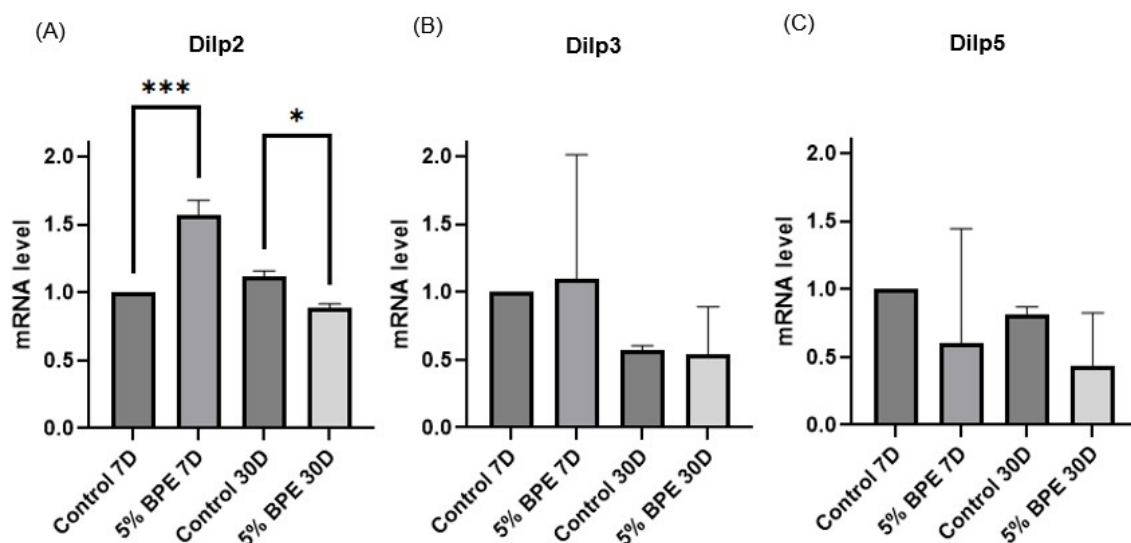 (A)
Dilp2
***
*
mRNA level
2.0
1.5
1.0
0.5
0.0
Control 7D
5% BPE 7D
Control 30D
5% BPE 30D
(B)
Dilp3
mRNA level
2.0
1.5
1.0
0.5
0.0
Control 7D
5% BPE 7D
Control 30D
5% BPE 30D
(C)
Dilp5
mRNA level
2.0
1.5
1.0
0.5
0.0
Control 7D
5% BPE 7D
Control 30D
5% BPE 30D